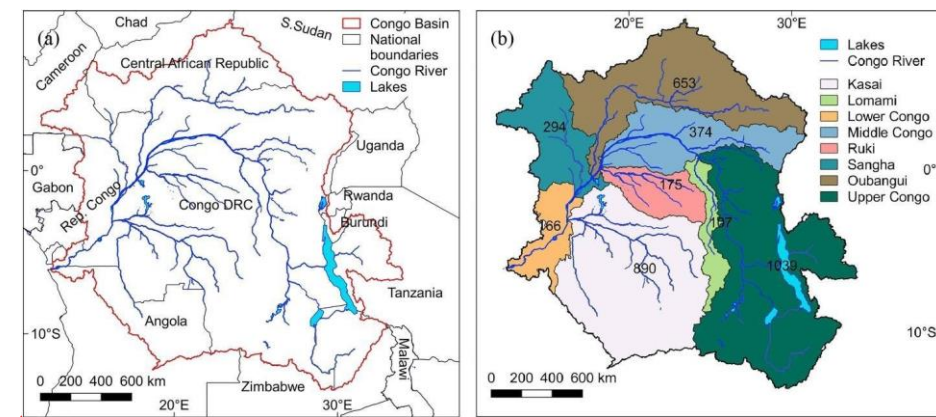 (a)
Chad
S.Sudan
Cameroon
Central African Republic
Uganda
0°
Gabon
Rep. Congo
Congo DRC
Rwanda
Burundi
Tanzania
Angola
10°S
Malawi
Zimbabwe
0 200 400 600 km
20°E
30°E
Congo Basin
National
boundaries
Congo River
Lakes
20°E
30°E
(b)
653
294
374
175
107
166
890
1039
0°
10°S
0 200 400 600 km
Lakes
Congo River
Kasai
Lomami
Lower Congo
Middle Congo
Ruki
Sangha
Oubangui
Upper Congo